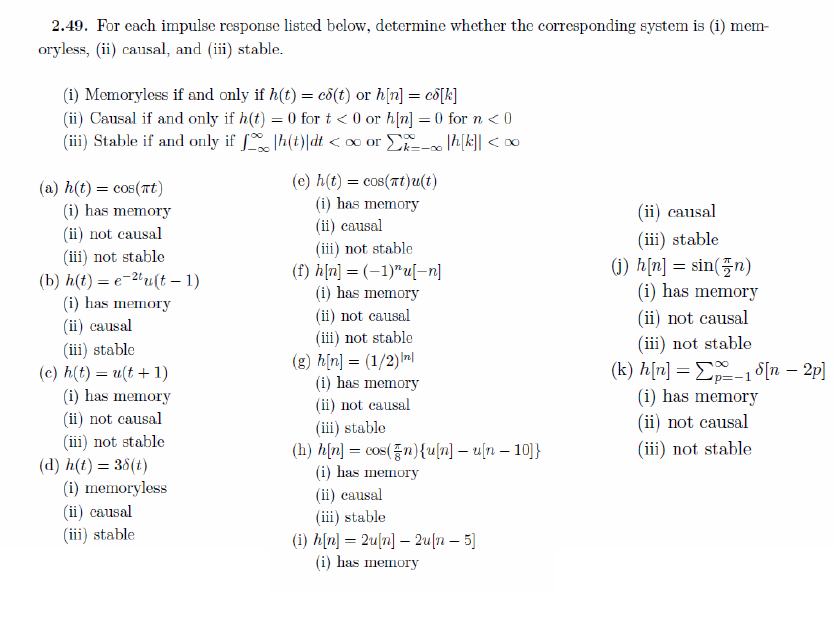 2.49. For each impulse response listed below, determine whether the corresponding system is (i) mem-
oryless, (ii) causal, and (iii) stable.
(i) Memoryless if and only if h(t) = cδ(t) or h[n] = cδ[k]
(ii) Causal if and only if h(t) = 0 for t < 0 or h[n] = 0 for n < 0
(iii) Stable if and only if ∫_{-∞}^{∞} |h(t)|dt < ∞ or ∑_{k=-∞}^{∞} |h[k]| < ∞
(a) h(t) = cos(πt)
(i) has memory
(ii) not causal
(iii) not stable
(b) h(t) = e^{-2t}u(t − 1)
(i) has memory
(ii) causal
(iii) stable
(c) h(t) = u(t + 1)
(i) has memory
(ii) not causal
(iii) not stable
(d) h(t) = 3δ(t)
(i) memoryless
(ii) causal
(iii) stable
(e) h(t) = cos(πt)u(t)
(i) has memory
(ii) causal
(iii) not stable
(f) h[n] = (−1)^n u[−n]
(i) has memory
(ii) not causal
(iii) not stable
(g) h[n] = (1/2)^{|n|}
(i) has memory
(ii) not causal
(iii) stable
(h) h[n] = cos(π/8 n){u[n] − u[n − 10]}
(i) has memory
(ii) causal
(iii) stable
(i) h[n] = 2u[n] − 2u[n − 5]
(i) has memory
(ii) causal
(iii) stable
(j) h[n] = sin(π/2 n)
(i) has memory
(ii) not causal
(iii) not stable
(k) h[n] = ∑_{p=-1}^{∞} δ[n − 2p]
(i) has memory
(ii) not causal
(iii) not stable